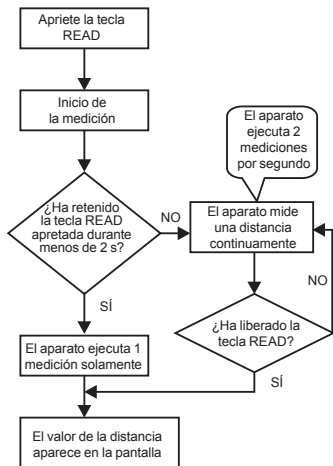 Apriete la tecla
READ
Inicio de
la medición
El aparato
ejecuta 2
mediciones
por segundo
¿Ha retenido
la tecla READ
apretada durante
menos de 2 s?
NO
El aparato mide
una distancia
continuamente
NO
SÍ
¿Ha liberado la
tecla READ?
El aparato ejecuta 1
medición solamente
SÍ
El valor de la distancia
aparece en la pantalla